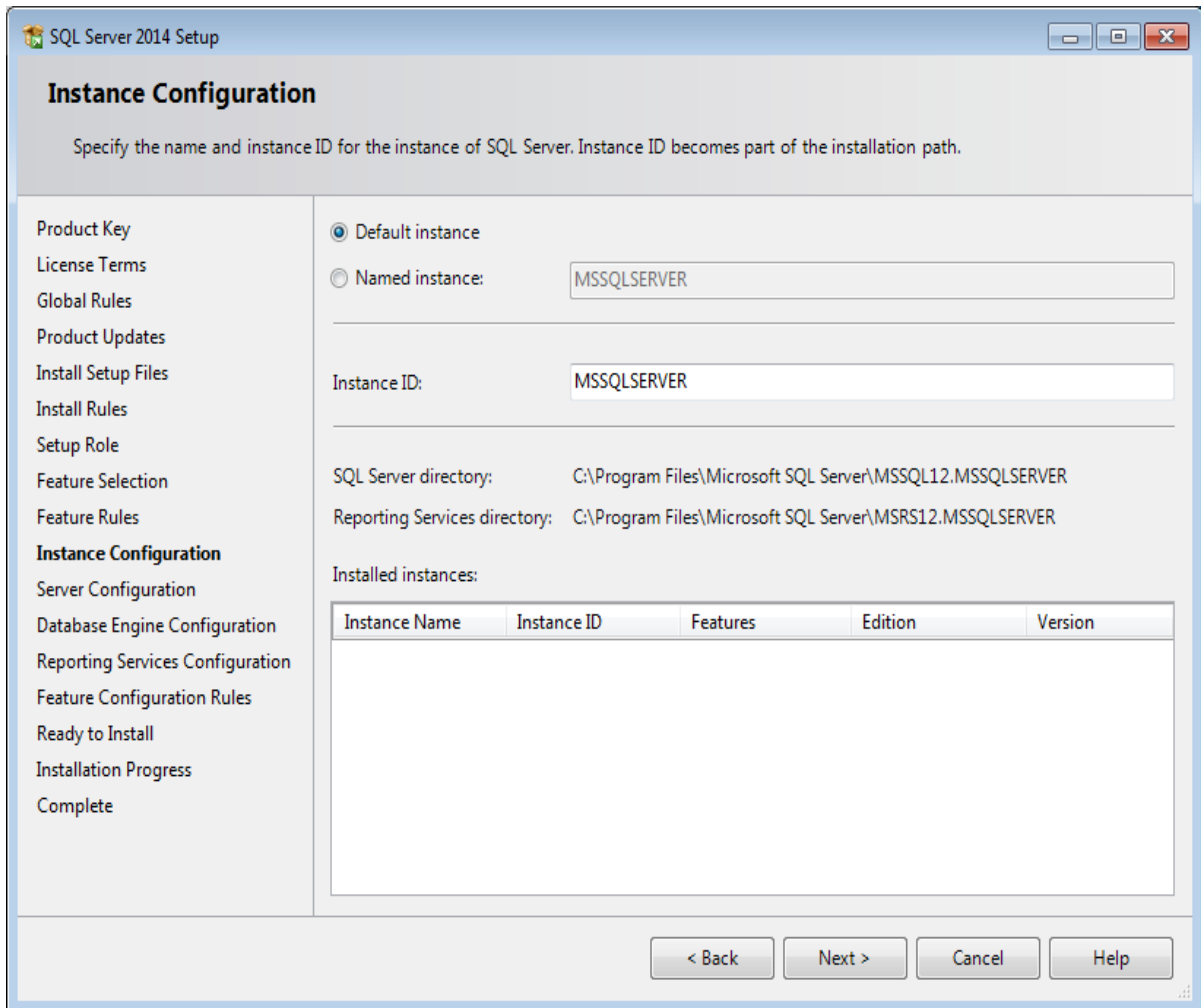 SQL Server 2014 Setup
Instance Configuration
Specify the name and instance ID for the instance of SQL Server. Instance ID becomes part of the installation path.
Product Key
License Terms
Global Rules
Product Updates
Install Setup Files
Install Rules
Setup Role
Feature Selection
Feature Rules
Instance Configuration
Server Configuration
Database Engine Configuration
Reporting Services Configuration
Feature Configuration Rules
Ready to Install
Installation Progress
Complete
Default instance
Named instance: MSSQLSERVER
Instance ID: MSSQLSERVER
SQL Server directory: C:\Program Files\Microsoft SQL Server\MSSQL12.MSSQLSERVER
Reporting Services directory: C:\Program Files\Microsoft SQL Server\MSRS12.MSSQLSERVER
Installed instances:
Instance Name Instance ID Features Edition Version
< Back Next > Cancel Help